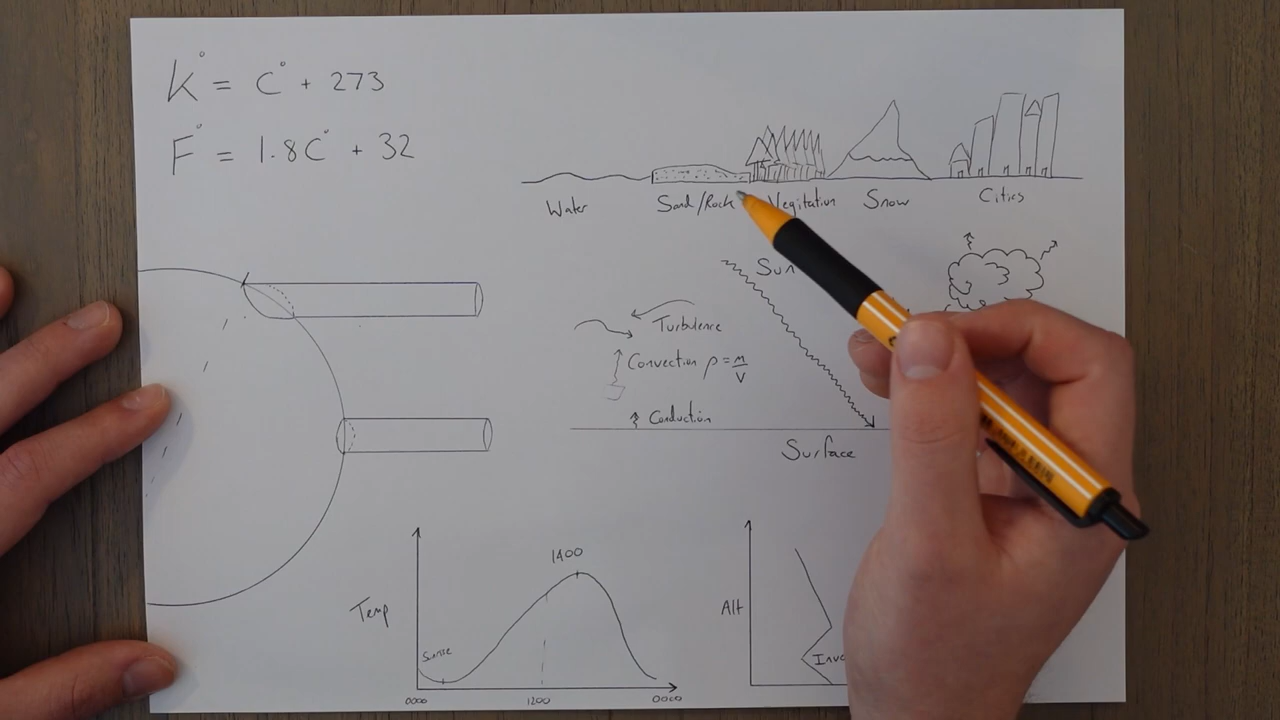 K° = C° + 273
F° = 1.8C° + 32
Water
Sand/Rock
Vegitation
Snow
Cities
Sun
Turbulence
Convection ρ = m/V
Conduction
Surface
1400
Temp
Sunrise
0000
1200
0000
Alt
Inve